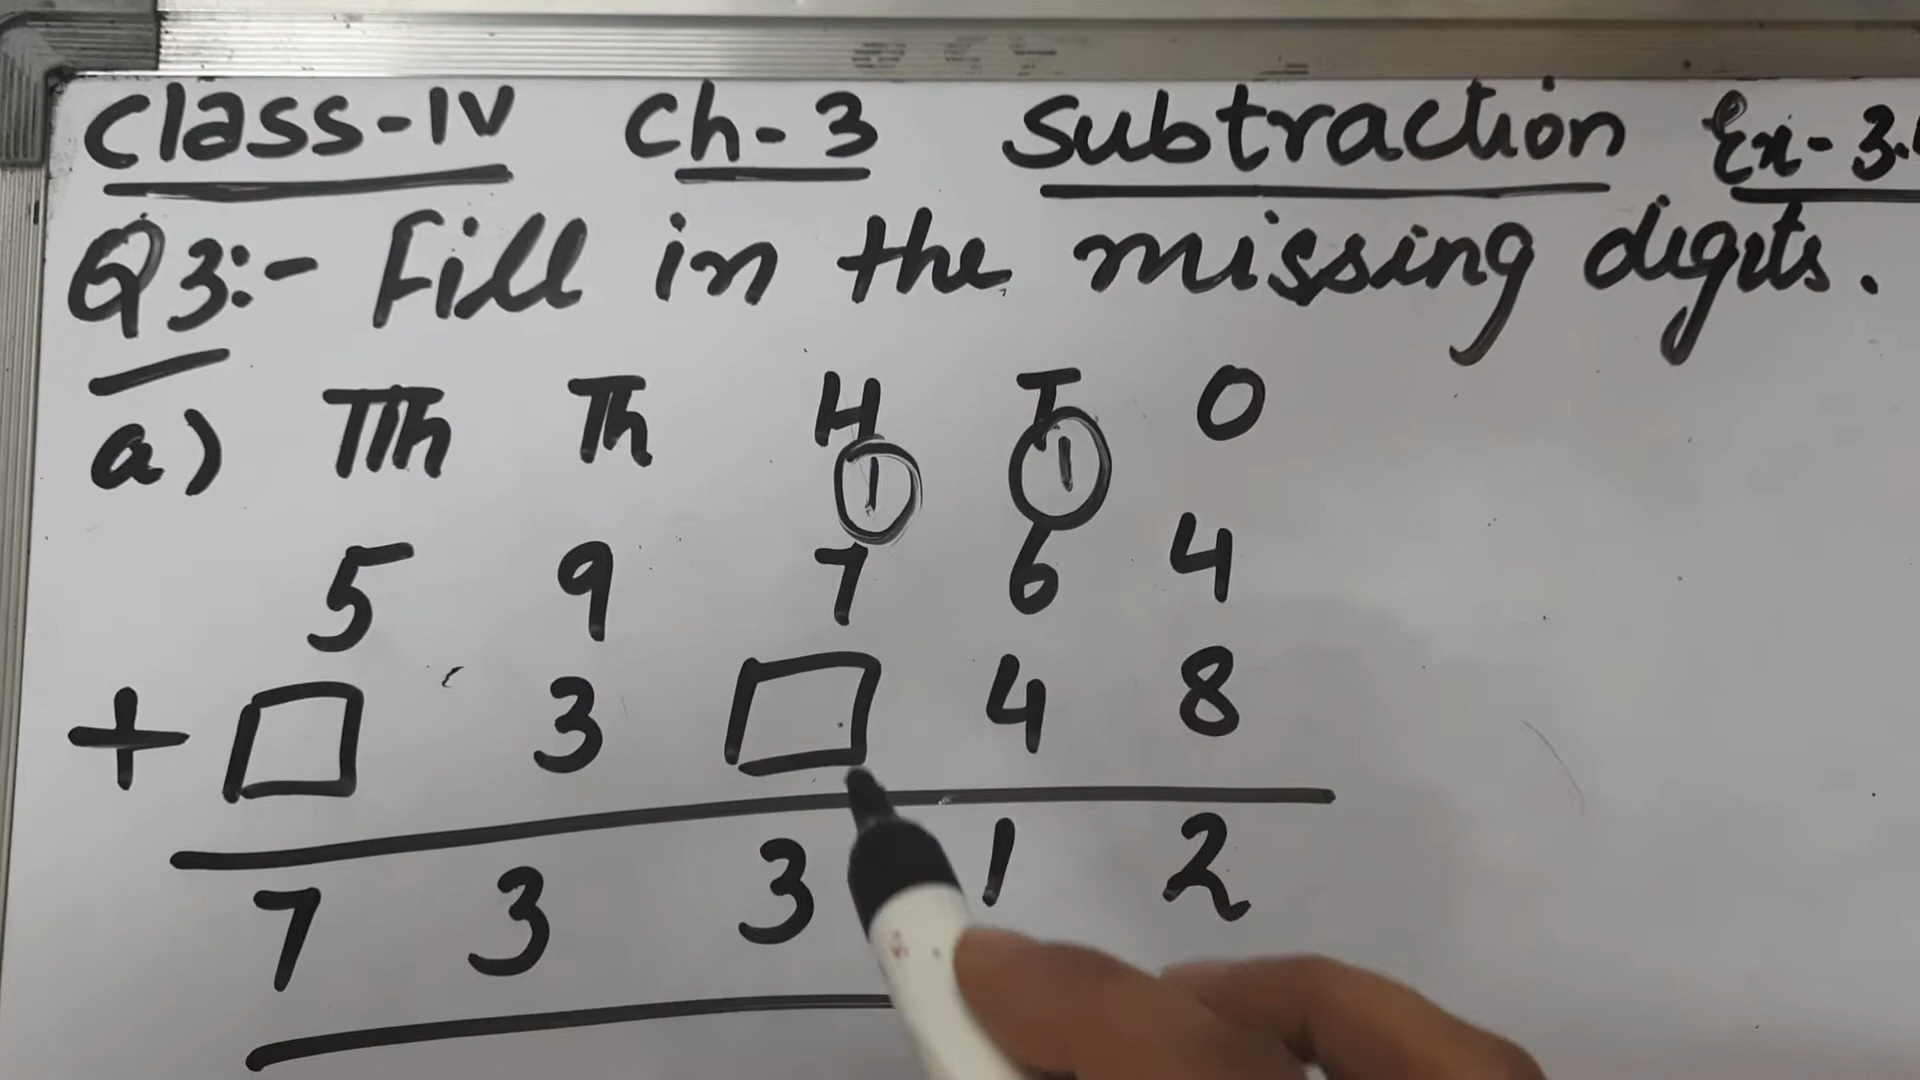 Class-IV Ch-3 Subtraction Ex-3.
Q3:- Fill in the missing digits.
a) TTh Th H T O
1 1
5 9 7 6 4
+ □ 3 □ 4 8
7 3 3 1 2